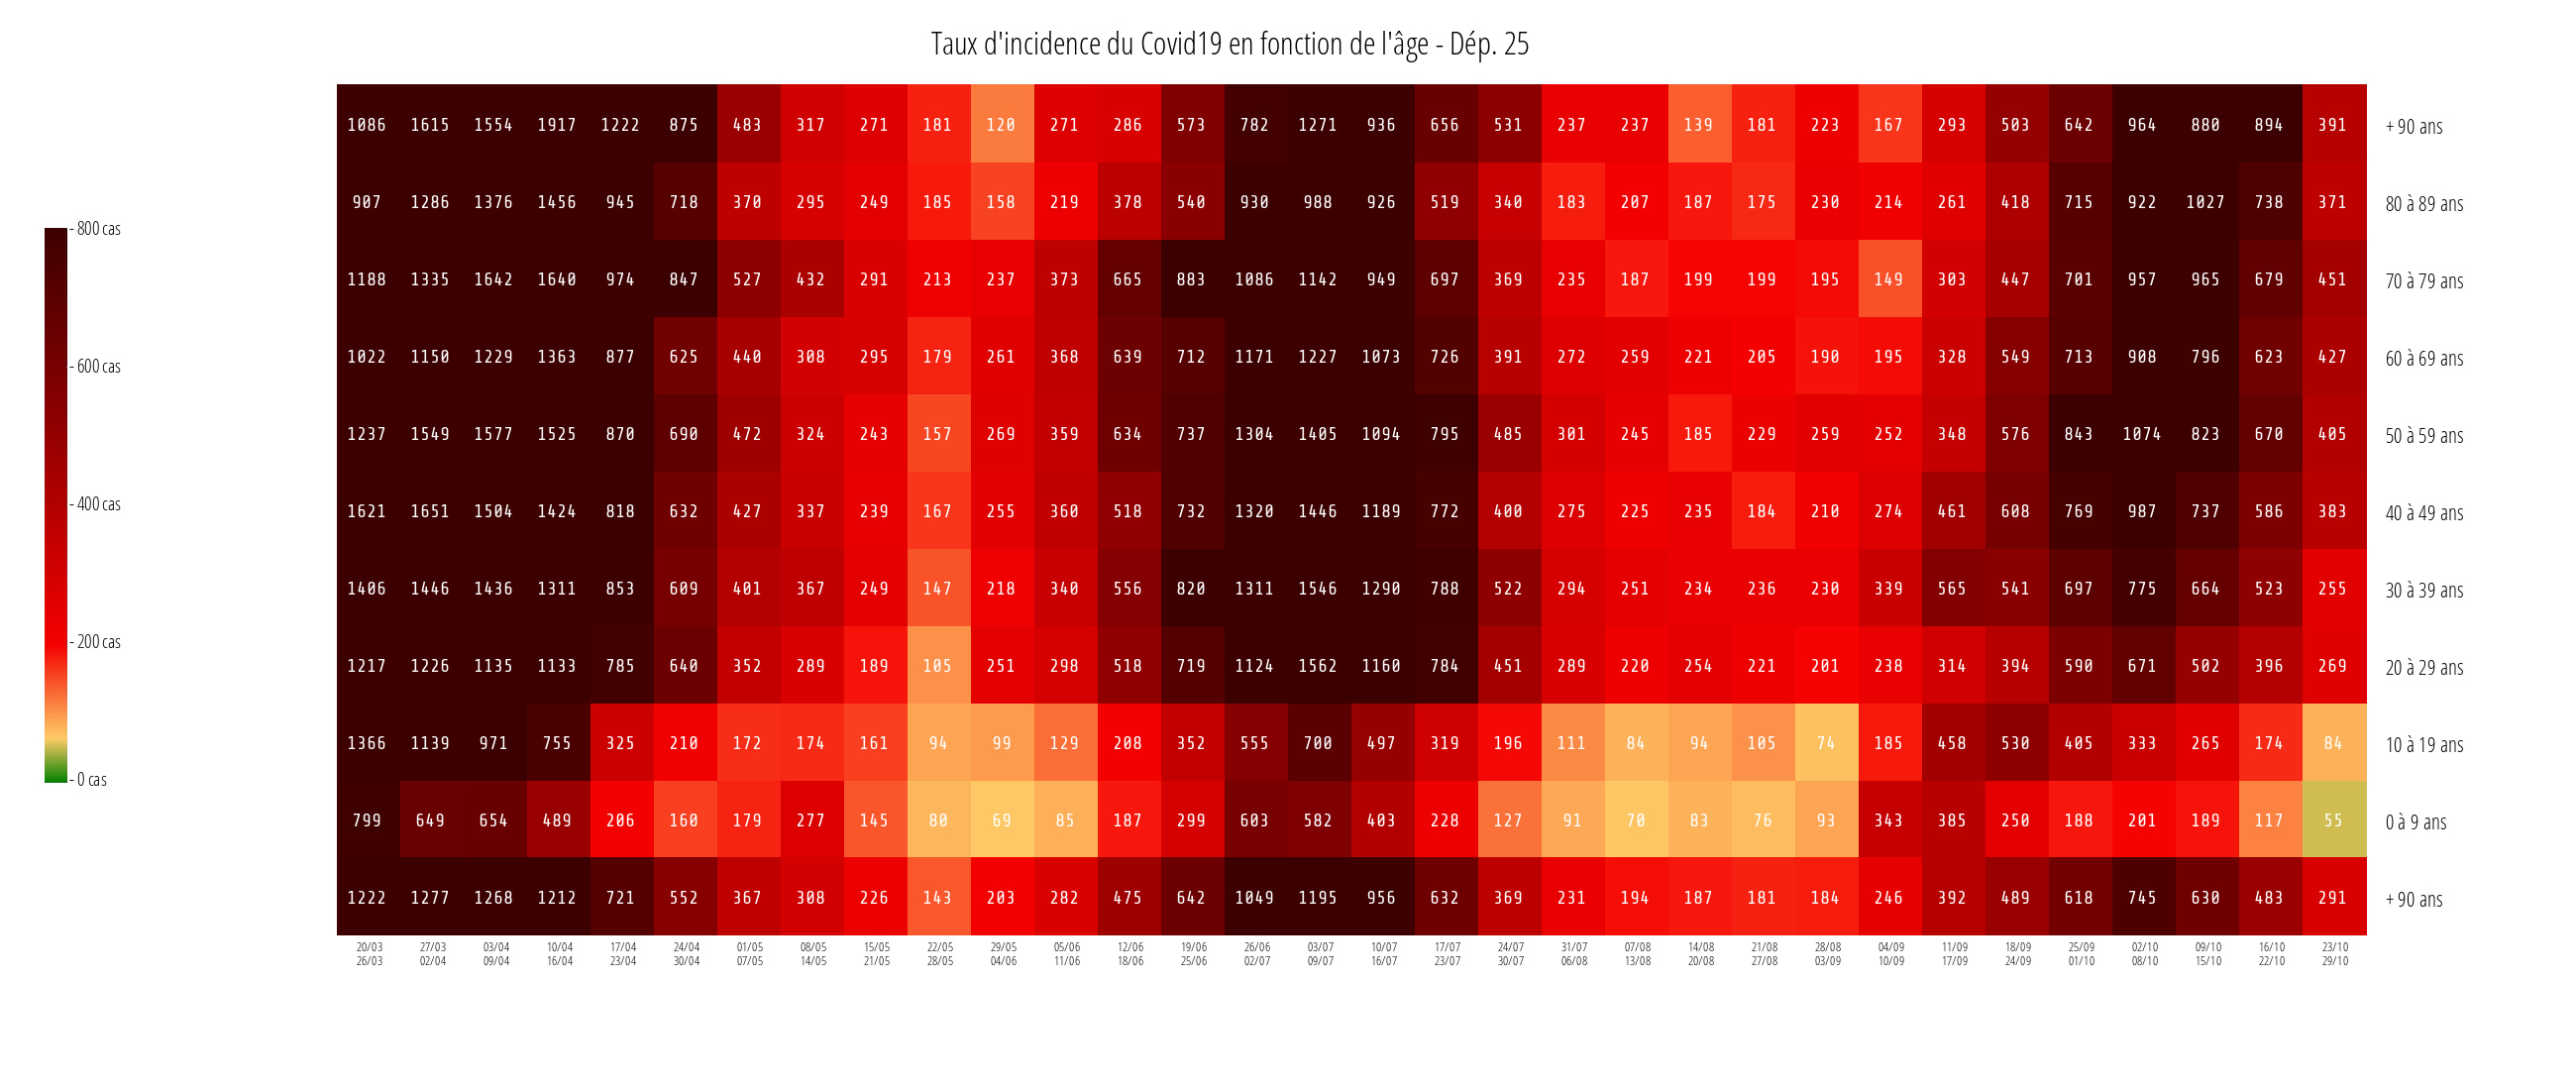 Taux d'incidence du Covid19 en fonction de l'âge - Dép. 25
- 800 cas
- 600 cas
- 400 cas
- 200 cas
- 0 cas
1086 1615 1554 1917 1222 875 483 317 271 181 120 271 286 573 782 1271 936 656 531 237 237 139 181 223 167 293 503 642 964 880 894 391 + 90 ans
907 1286 1376 1456 945 718 370 295 249 185 158 219 378 540 930 988 926 519 340 183 207 187 175 230 214 261 418 715 922 1027 738 371 80 à 89 ans
1188 1335 1642 1640 974 847 527 432 291 213 237 373 665 883 1086 1142 949 697 369 235 187 199 199 195 149 303 447 701 957 965 679 451 70 à 79 ans
1022 1150 1229 1363 877 625 440 308 295 179 261 368 639 712 1171 1227 1073 726 391 272 259 221 205 190 195 328 549 713 908 796 623 427 60 à 69 ans
1237 1549 1577 1525 870 690 472 324 243 157 269 359 634 737 1304 1405 1094 795 485 301 245 185 229 259 252 348 576 843 1074 823 670 405 50 à 59 ans
1621 1651 1504 1424 818 632 427 337 239 167 255 360 518 732 1320 1446 1189 772 400 275 225 235 184 210 274 461 608 769 987 737 586 383 40 à 49 ans
1406 1446 1436 1311 853 609 401 367 249 147 218 340 556 820 1311 1546 1290 788 522 294 251 234 236 230 339 565 541 697 775 664 523 255 30 à 39 ans
1217 1226 1135 1133 785 640 352 289 189 105 251 298 518 719 1124 1562 1160 784 451 289 220 254 221 201 238 314 394 590 671 502 396 269 20 à 29 ans
1366 1139 971 755 325 210 172 174 161 94 99 129 208 352 555 700 497 319 196 111 84 94 105 74 185 458 530 405 333 265 174 84 10 à 19 ans
799 649 654 489 206 160 179 277 145 80 69 85 187 299 603 582 403 228 127 91 70 83 76 93 343 385 250 188 201 189 117 55 0 à 9 ans
1222 1277 1268 1212 721 552 367 308 226 143 203 282 475 642 1049 1195 956 632 369 231 194 187 181 184 246 392 489 618 745 630 483 291 + 90 ans
20/03 27/03 03/04 10/04 17/04 24/04 01/05 08/05 15/05 22/05 29/05 05/06 12/06 19/06 26/06 03/07 10/07 17/07 24/07 31/07 07/08 14/08 21/08 28/08 04/09 11/09 18/09 25/09 02/10 09/10 16/10 23/10
26/03 02/04 09/04 16/04 23/04 30/04 07/05 14/05 21/05 28/05 04/06 11/06 18/06 25/06 02/07 09/07 16/07 23/07 30/07 06/08 13/08 20/08 27/08 03/09 10/09 17/09 24/09 01/10 08/10 15/10 22/10 29/10